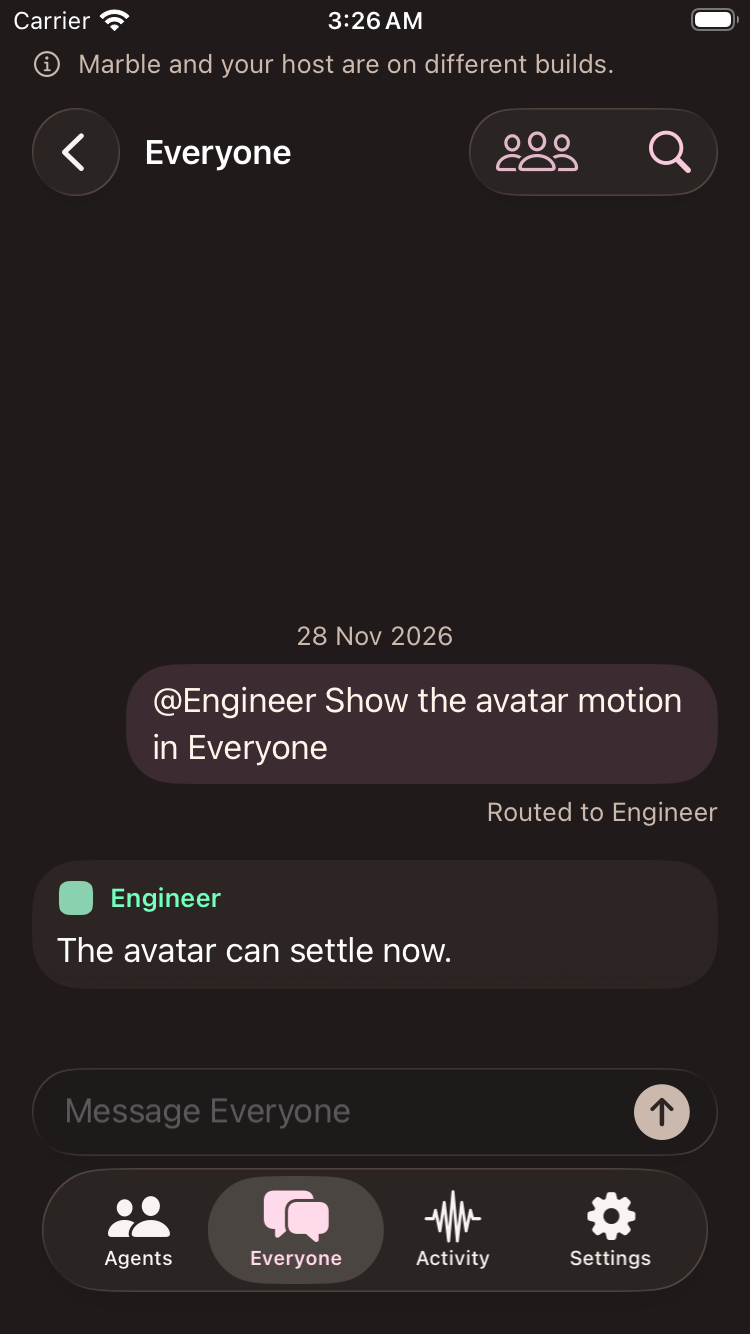 Carrier 3:26 AM
Marble and your host are on different builds.
Everyone
28 Nov 2026
@Engineer Show the avatar motion
in Everyone
Routed to Engineer
Engineer
The avatar can settle now.
Message Everyone
Agents Everyone Activity Settings